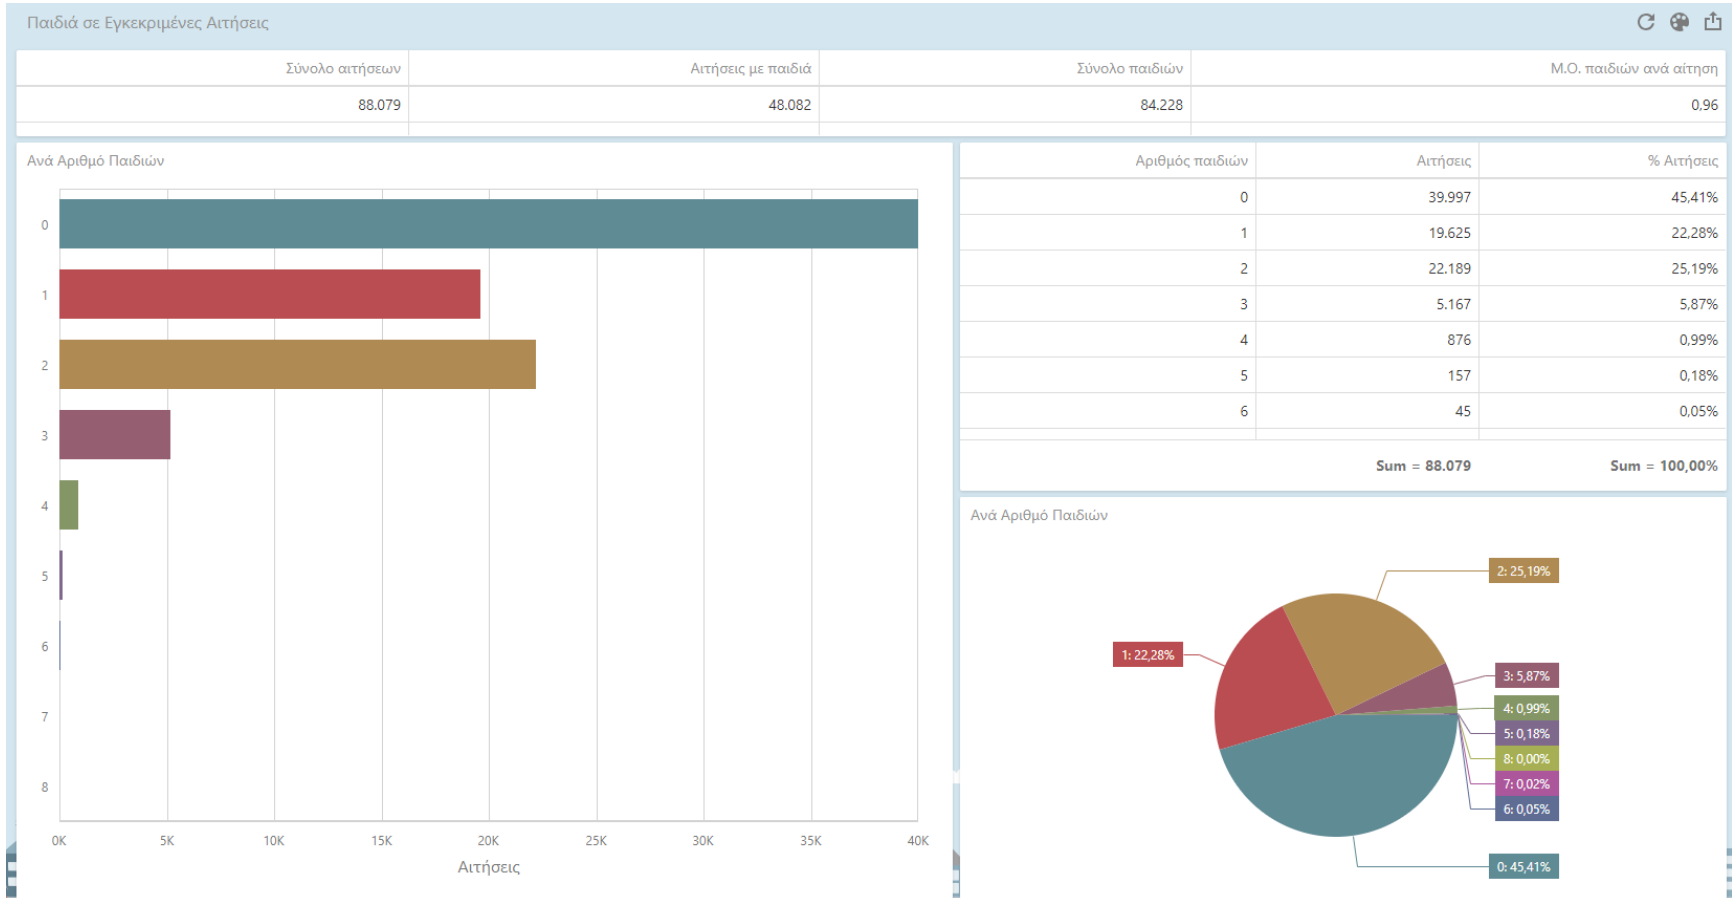 Παιδιά σε Εγκεκριμένες Αιτήσεις
Σύνολο αιτήσεων Αιτήσεις με παιδιά Σύνολο παιδιών Μ.Ο. παιδιών ανά αίτηση
88.079 48.082 84.228 0,96
Ανά Αριθμό Παιδιών
0
1
2
3
4
5
6
7
8
0K 5K 10K 15K 20K 25K 30K 35K 40K
Αιτήσεις
Αριθμός παιδιών Αιτήσεις % Αιτήσεις
0 39.997 45,41%
1 19.625 22,28%
2 22.189 25,19%
3 5.167 5,87%
4 876 0,99%
5 157 0,18%
6 45 0,05%
Sum = 88.079 Sum = 100,00%
Ανά Αριθμό Παιδιών
2: 25,19%
1: 22,28%
3: 5,87%
4: 0,99%
5: 0,18%
8: 0,00%
7: 0,02%
6: 0,05%
0: 45,41%